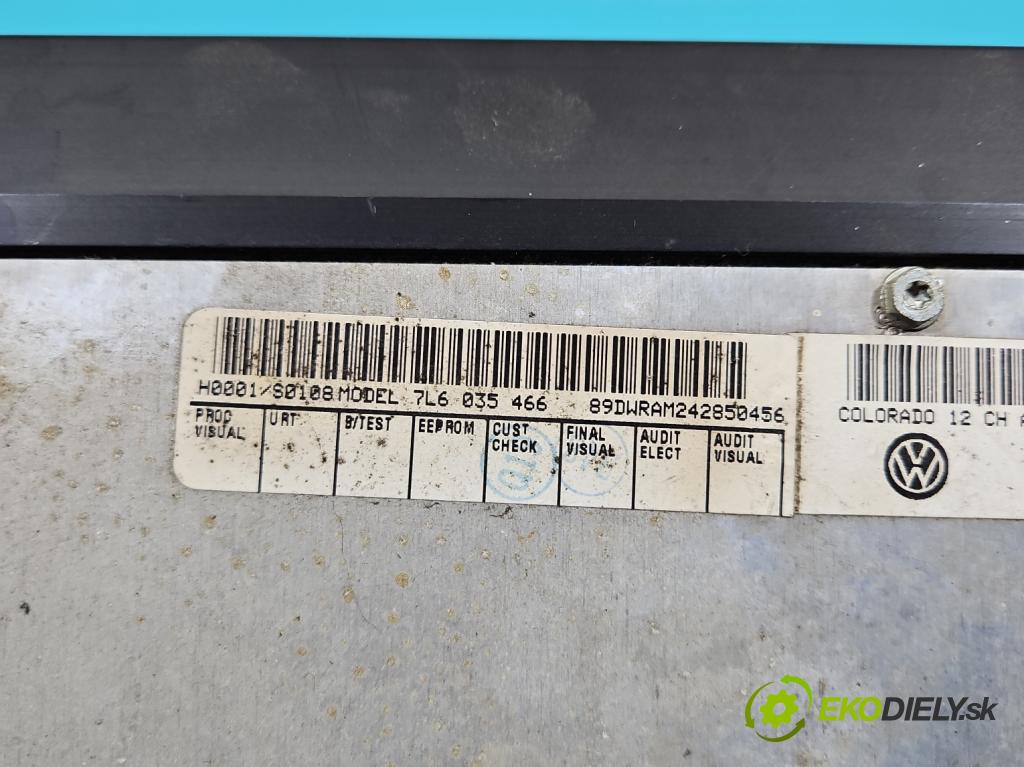 H0001/S0108 MODEL 7L6 035 466 89DWRAM242850456
PROC VISUAL
URT
B/TEST
EEPROM
CUST CHECK
FINAL VISUAL
AUDIT ELECT
AUDIT VISUAL
COLORADO 12 CH
EKODIELY.sk